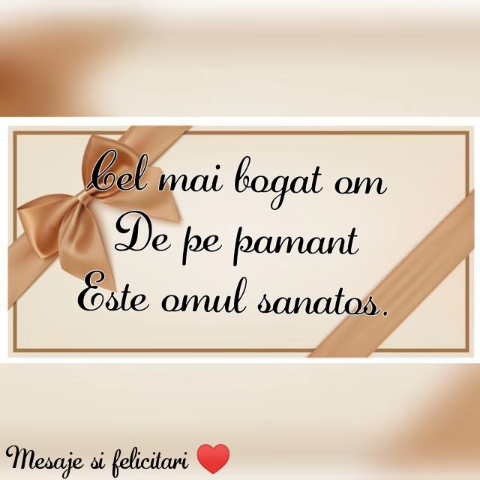 Cel mai bogat om
De pe pamant
Este omul sanatos.
Mesaje si felicitari ❤️